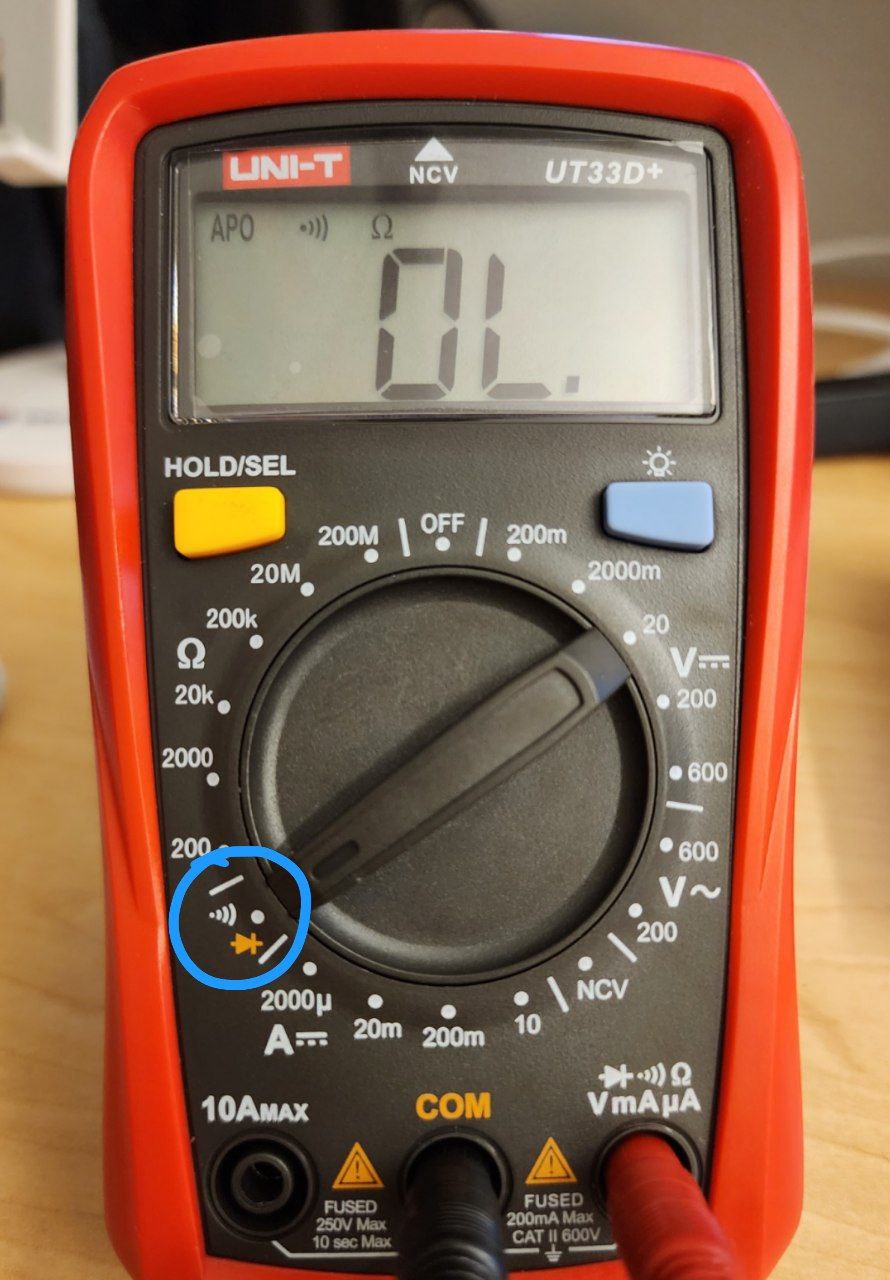 UNI-T
NCV
UT33D+
APO Ω
OL.
HOLD/SEL
OFF
200M
200m
20M
2000m
200k
20
Ω
V
20k
200
2000
600
200
600
V~
200
2000µ
NCV
A
20m
200m
10
10AMAX
COM
Ω
VmAµA
FUSED
250V Max
10 sec Max
FUSED
200mA Max
CAT II 600V